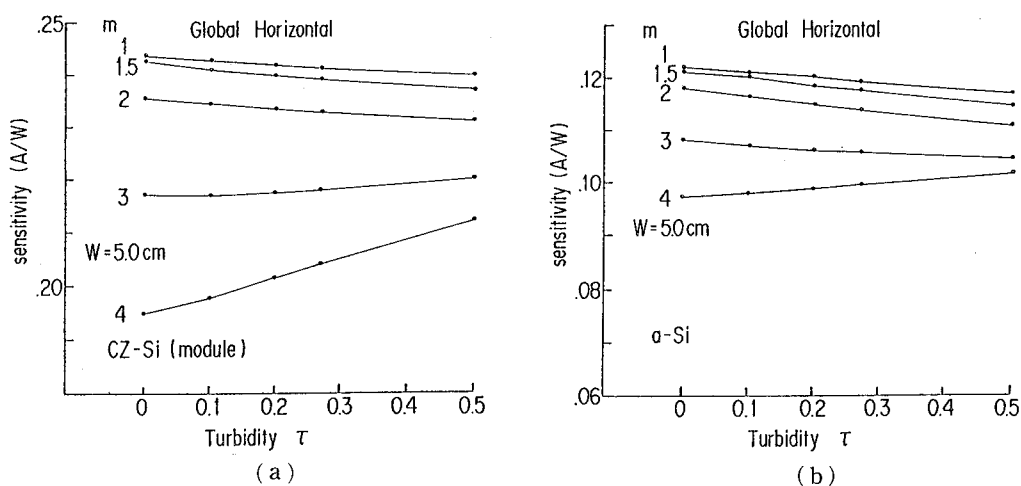 .25
m
Global Horizontal
1
1.5
2
3
W=5.0cm
.20
4
CZ-Si (module)
sensitivity (A/W)
0 0.1 0.2 0.3 0.4 0.5
Turbidity τ
(a)
m
Global Horizontal
1
1.5
.12
2
3
.10
4
W=5.0cm
.08
a-Si
.06
sensitivity (A/W)
0 0.1 0.2 0.3 0.4 0.5
Turbidity τ
(b)